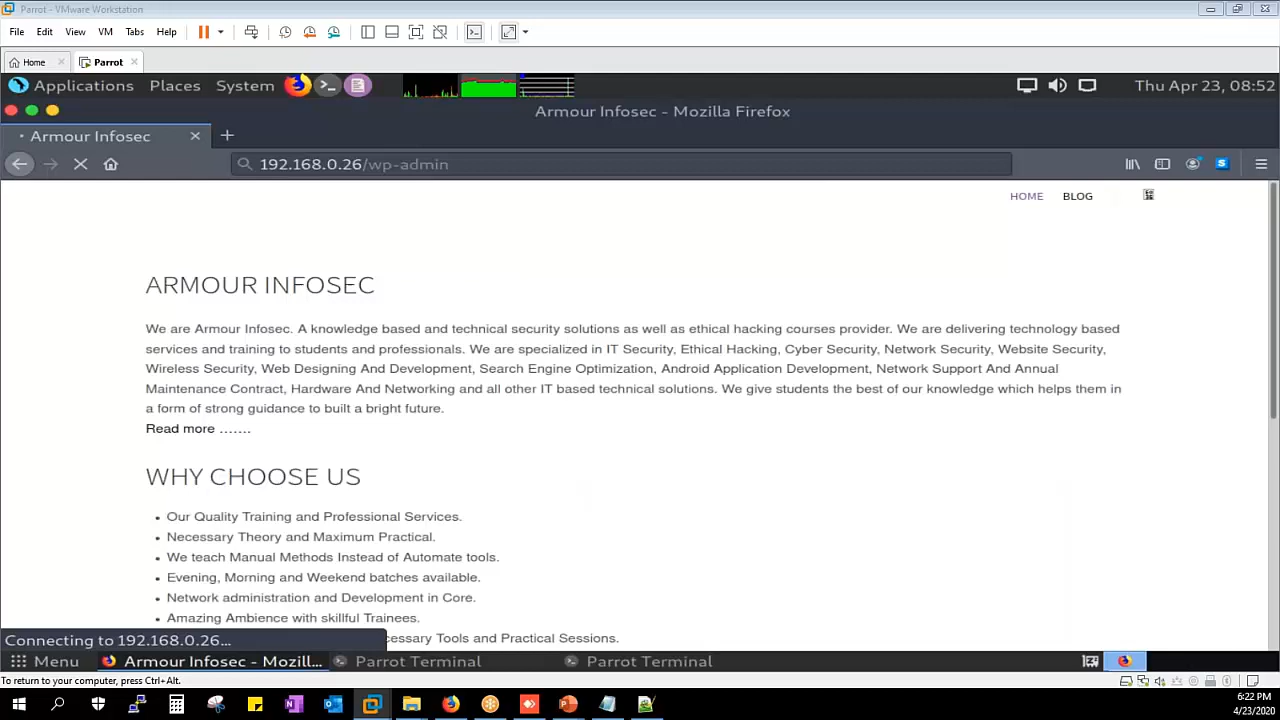 Parrot - VMware Workstation
File Edit View VM Tabs Help
Home Parrot
Applications Places System Thu Apr 23, 08:52
Armour Infosec - Mozilla Firefox
Armour Infosec
192.168.0.26/wp-admin
HOME BLOG
ARMOUR INFOSEC
We are Armour Infosec. A knowledge based and technical security solutions as well as ethical hacking courses provider. We are delivering technology based
services and training to students and professionals. We are specialized in IT Security, Ethical Hacking, Cyber Security, Network Security, Website Security,
Wireless Security, Web Designing And Development, Search Engine Optimization, Android Application Development, Network Support And Annual
Maintenance Contract, Hardware And Networking and all other IT based technical solutions. We give students the best of our knowledge which helps them in
a form of strong guidance to built a bright future.
Read more .......
WHY CHOOSE US
• Our Quality Training and Professional Services.
• Necessary Theory and Maximum Practical.
• We teach Manual Methods Instead of Automate tools.
• Evening, Morning and Weekend batches available.
• Network administration and Development in Core.
• Amazing Ambience with skillful Trainees.
Tools and Practical Sessions.
Connecting to 192.168.0.26...
Menu Armour Infosec - Mozill... Parrot Terminal Parrot Terminal
To return to your computer, press Ctrl+Alt.
6:22 PM
4/23/2020